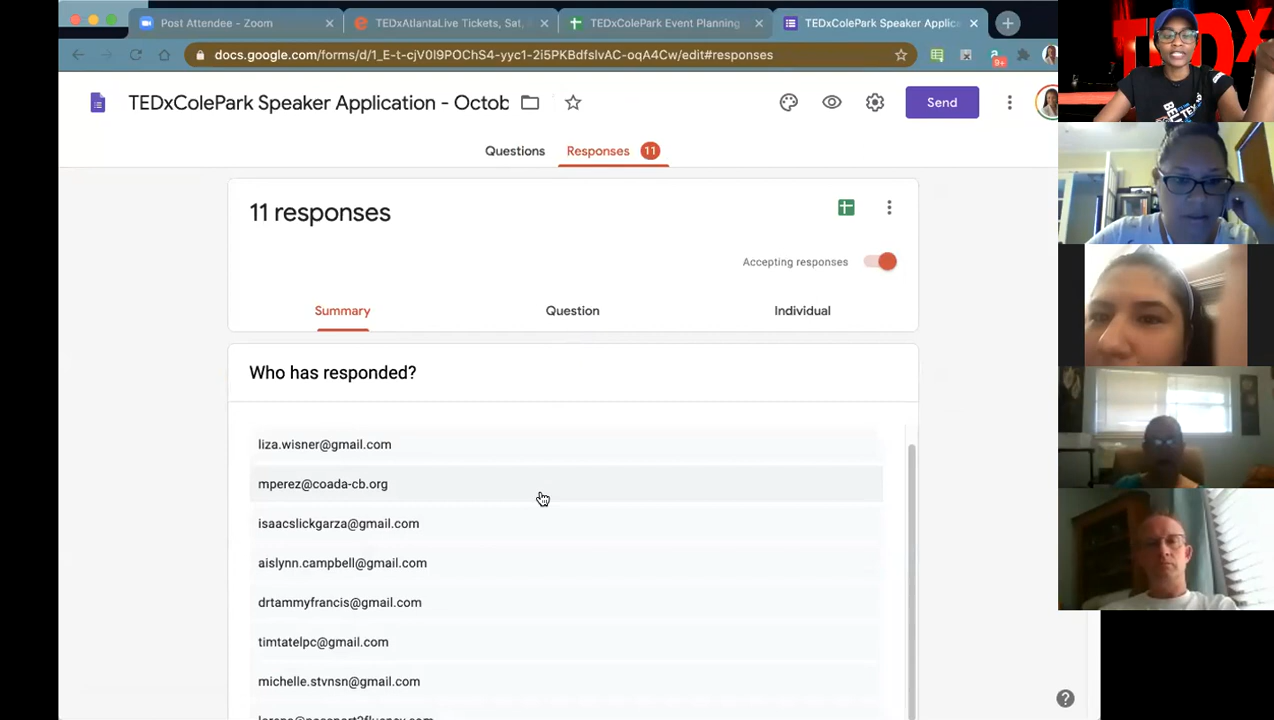 Post Attendee - Zoom
TEDxAtlantaLive Tickets, Sat,
TEDxColePark Event Planning
TEDxColePark Speaker Applic
docs.google.com/forms/d/1_E-t-cjV0l9POChS4-yyc1-2i5PKBdfslvAC-oqA4Cw/edit#responses
9+
TEDxColePark Speaker Application - Octob
Send
Questions
Responses 11
11 responses
Accepting responses
Summary
Question
Individual
Who has responded?
liza.wisner@gmail.com
mperez@coada-cb.org
isaacslickgarza@gmail.com
aislynn.campbell@gmail.com
drtammyfrancis@gmail.com
timtatelpc@gmail.com
michelle.stvnsn@gmail.com
TEDx